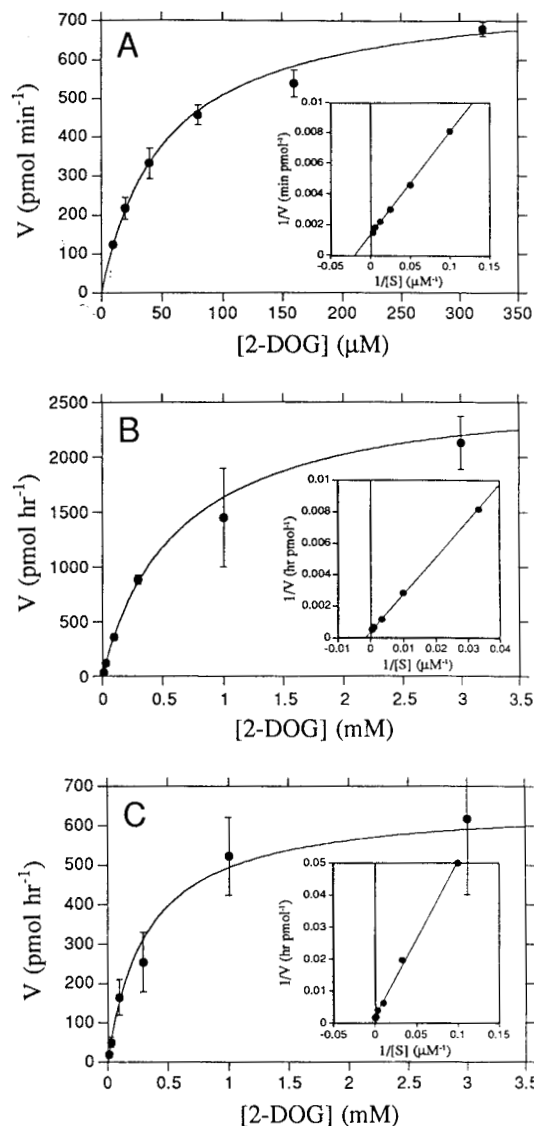 A
V (pmol min⁻¹)
700
600
500
400
300
200
100
0
0 50 100 150 200 250 300 350
[2-DOG] (μM)
1/V (min pmol⁻¹)
0.01
0.008
0.006
0.004
0.002
0
-0.05 0 0.05 0.10 0.15
1/[S] (μM⁻¹)
B
V (pmol hr⁻¹)
2500
2000
1500
1000
500
0
0 0.5 1 1.5 2 2.5 3 3.5
[2-DOG] (mM)
1/V (hr pmol⁻¹)
0.01
0.008
0.006
0.004
0.002
0
-0.01 0 0.01 0.02 0.03 0.04
1/[S] (μM⁻¹)
C
V (pmol hr⁻¹)
700
600
500
400
300
200
100
0
0 0.5 1 1.5 2 2.5 3 3.5
[2-DOG] (mM)
1/V (hr pmol⁻¹)
0.05
0.04
0.03
0.02
0.01
0
-0.05 0 0.05 0.10 0.15
1/[S] (μM⁻¹)